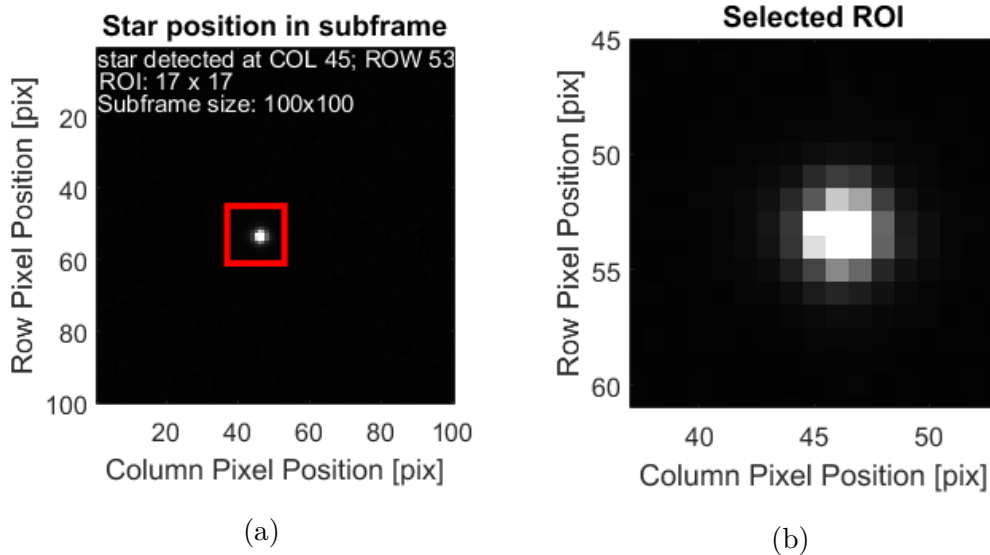 Star position in subframe
star detected at COL 45; ROW 53
ROI: 17 x 17
Subframe size: 100x100
Row Pixel Position [pix]
20
40
60
80
100
20 40 60 80 100
Column Pixel Position [pix]
(a)
Selected ROI
Row Pixel Position [pix]
45
50
55
60
40 45 50
Column Pixel Position [pix]
(b)